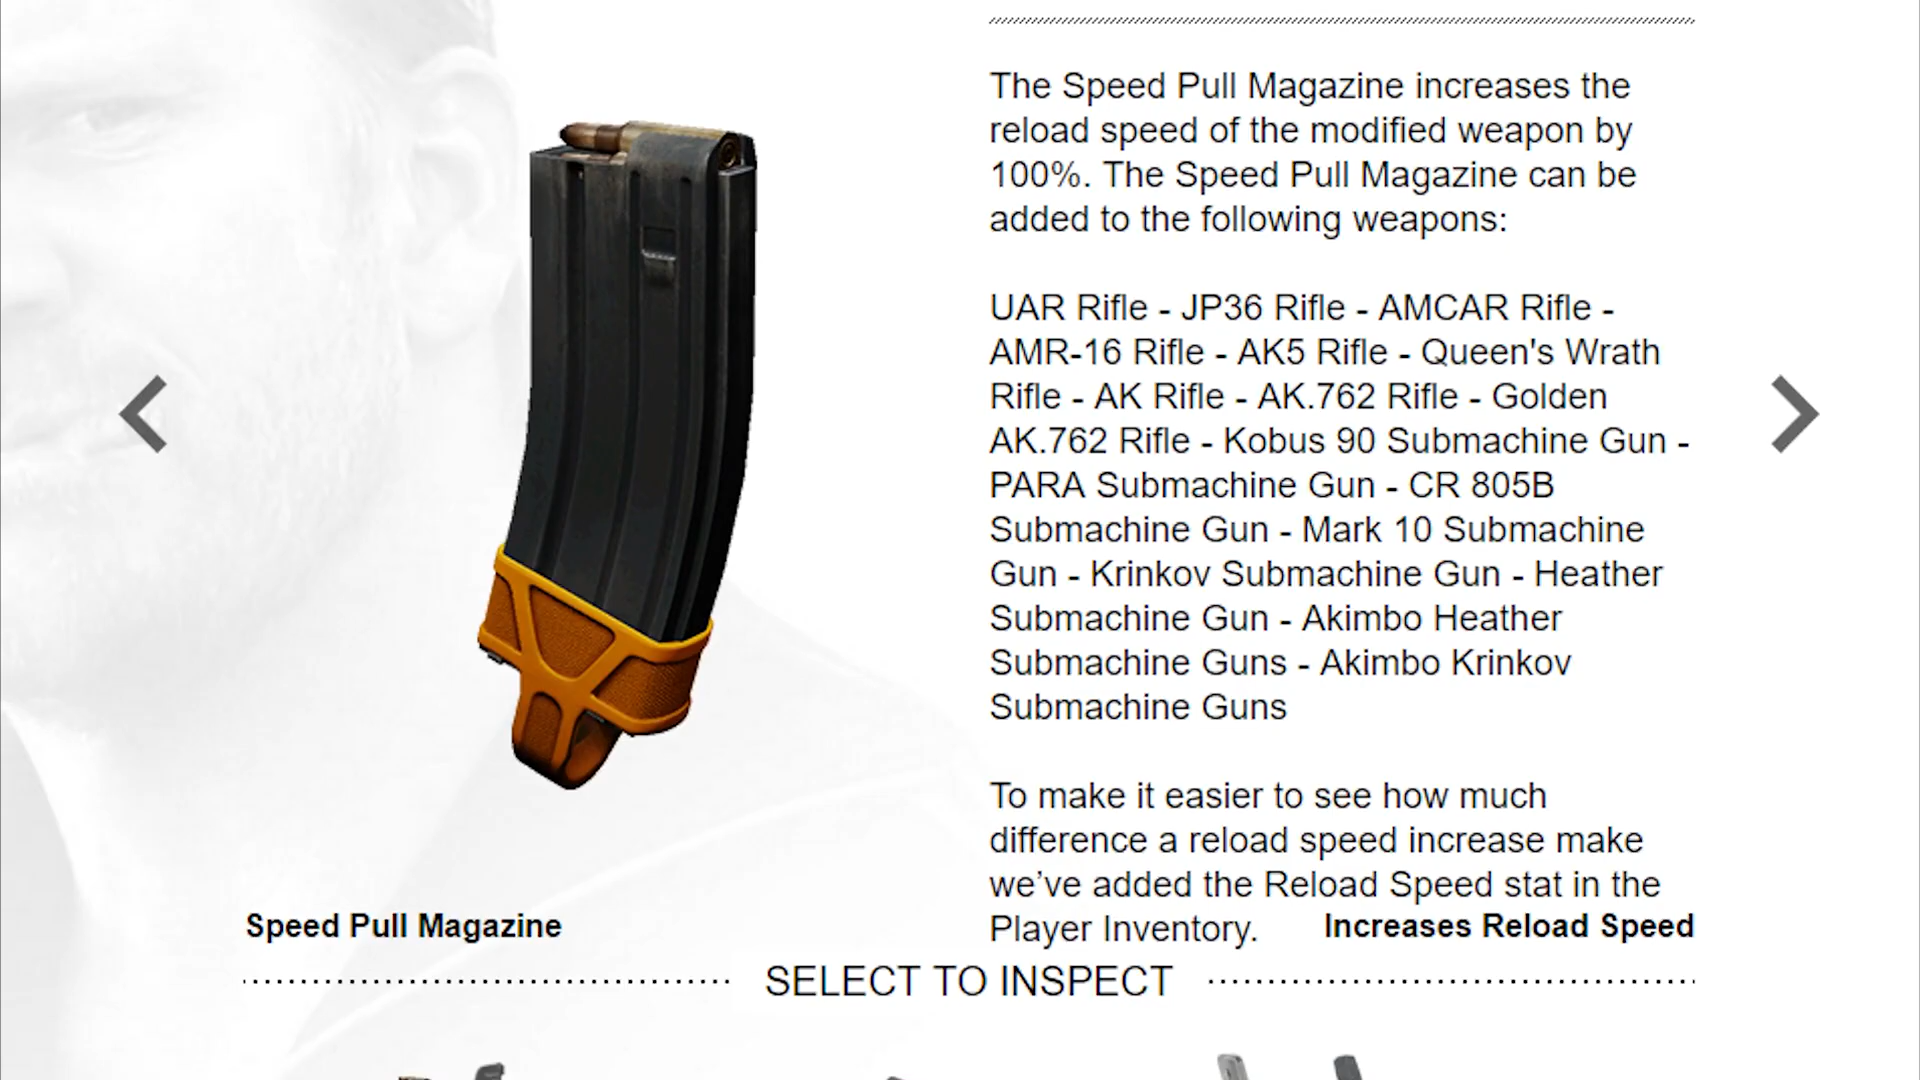 The Speed Pull Magazine increases the
reload speed of the modified weapon by
100%. The Speed Pull Magazine can be
added to the following weapons:
UAR Rifle - JP36 Rifle - AMCAR Rifle -
AMR-16 Rifle - AK5 Rifle - Queen's Wrath
Rifle - AK Rifle - AK.762 Rifle - Golden
AK.762 Rifle - Kobus 90 Submachine Gun -
PARA Submachine Gun - CR 805B
Submachine Gun - Mark 10 Submachine
Gun - Krinkov Submachine Gun - Heather
Submachine Gun - Akimbo Heather
Submachine Guns - Akimbo Krinkov
Submachine Guns
To make it easier to see how much
difference a reload speed increase make
we’ve added the Reload Speed stat in the
Player Inventory.
Speed Pull Magazine
Increases Reload Speed
SELECT TO INSPECT